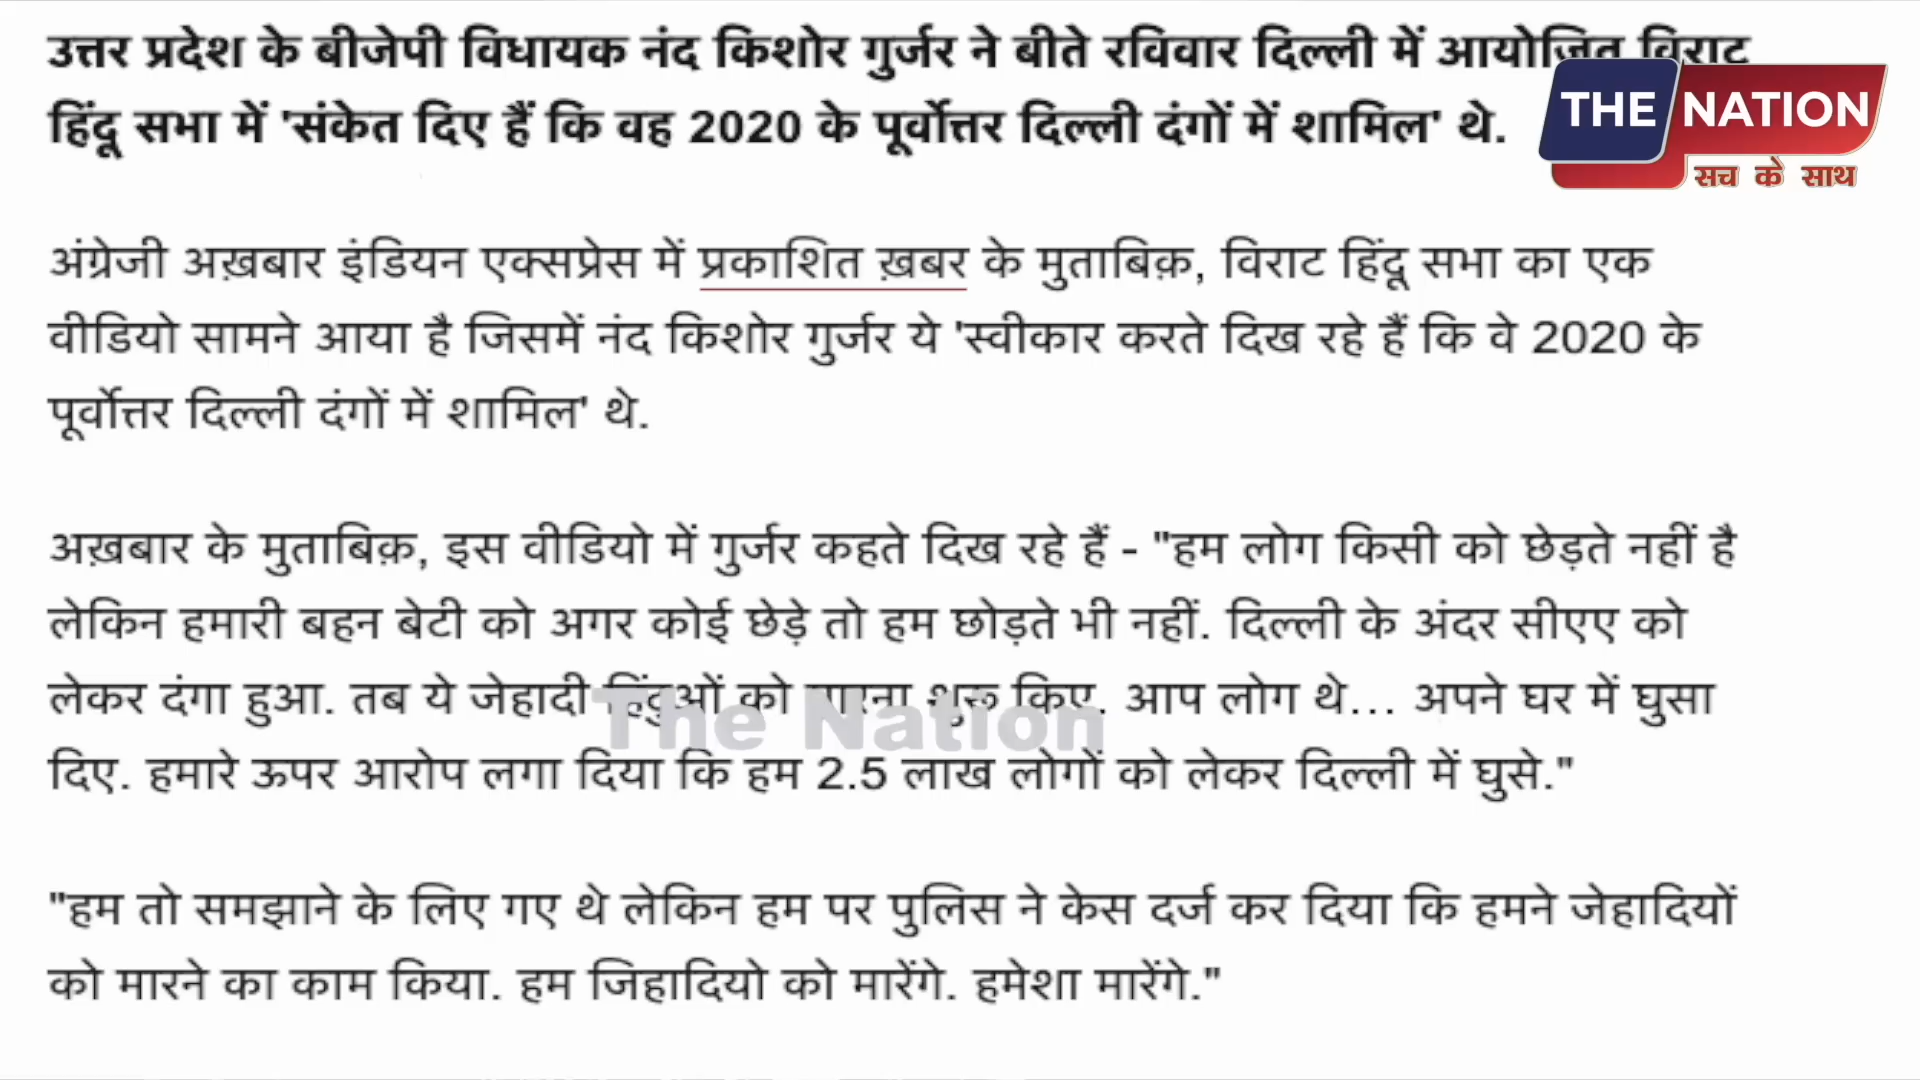 उत्तर प्रदेश के बीजेपी विधायक नंद किशोर गुर्जर ने बीते रविवार दिल्ली में आयोजित विराट
हिंदू सभा में 'संकेत दिए हैं कि वह 2020 के पूर्वोत्तर दिल्ली दंगों में शामिल' थे.
THE NATION
सच के साथ
अंग्रेजी अख़बार इंडियन एक्सप्रेस में प्रकाशित ख़बर के मुताबिक़, विराट हिंदू सभा का एक
वीडियो सामने आया है जिसमें नंद किशोर गुर्जर ये 'स्वीकार करते दिख रहे हैं कि वे 2020 के
पूर्वोत्तर दिल्ली दंगों में शामिल' थे.
अख़बार के मुताबिक़, इस वीडियो में गुर्जर कहते दिख रहे हैं - "हम लोग किसी को छेड़ते नहीं है
लेकिन हमारी बहन बेटी को अगर कोई छेड़े तो हम छोड़ते भी नहीं. दिल्ली के अंदर सीएए को
लेकर दंगा हुआ. तब ये जेहादी हिंदुओं को मारना शुरु किए. आप लोग थे... अपने घर में घुसा
The Nation
दिए. हमारे ऊपर आरोप लगा दिया कि हम 2.5 लाख लोगों को लेकर दिल्ली में घुसे."
"हम तो समझाने के लिए गए थे लेकिन हम पर पुलिस ने केस दर्ज कर दिया कि हमने जेहादियों
को मारने का काम किया. हम जिहादियो को मारेंगे. हमेशा मारेंगे."